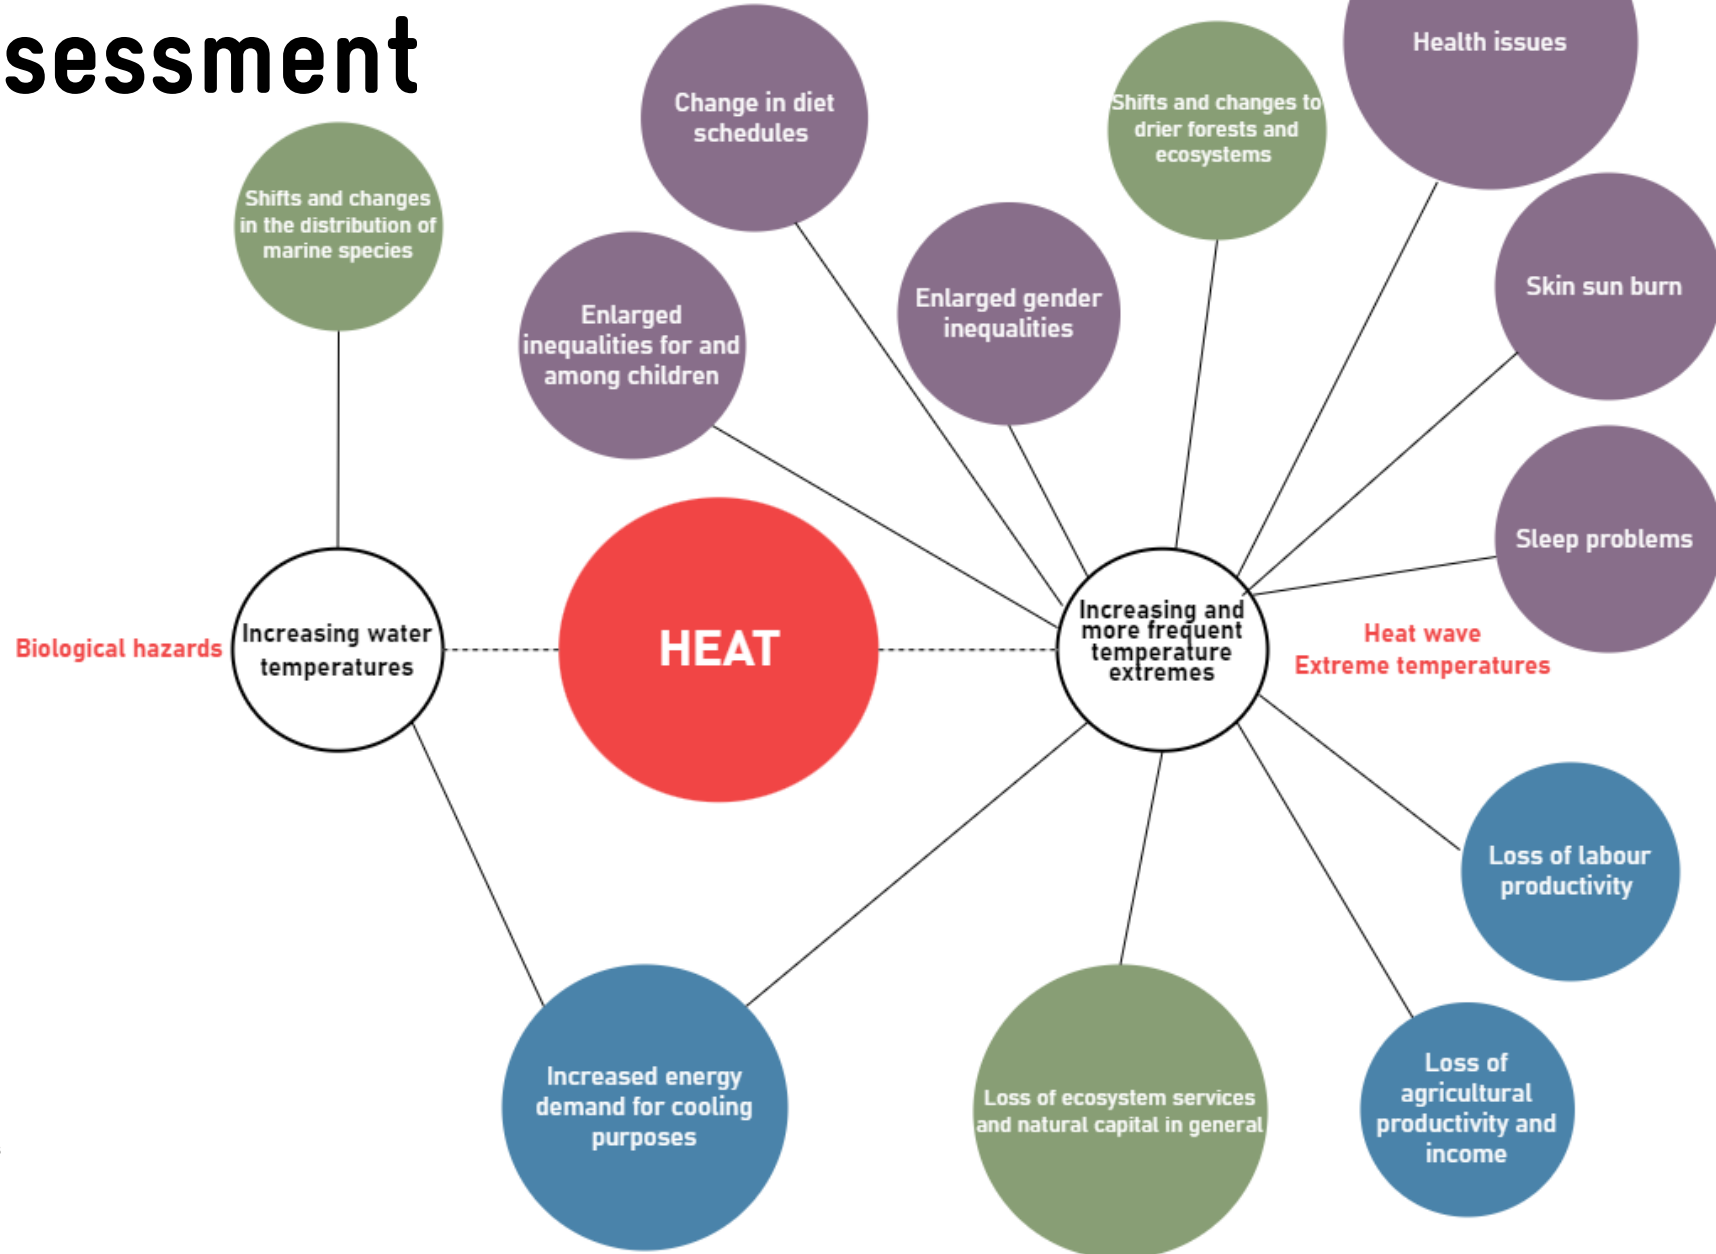 sessment
Health issues
Change in diet
schedules
Shifts and changes to
drier forests and
ecosystems
Shifts and changes
in the distribution of
marine species
Enlarged
inequalities for and
among children
Enlarged gender
inequalities
Skin sun burn
Sleep problems
Biological hazards
Increasing water
temperatures
HEAT
Increasing and
more frequent
temperature
extremes
Heat wave
Extreme temperatures
Loss of labour
productivity
Increased energy
demand for cooling
purposes
Loss of ecosystem services
and natural capital in general
Loss of
agricultural
productivity and
income